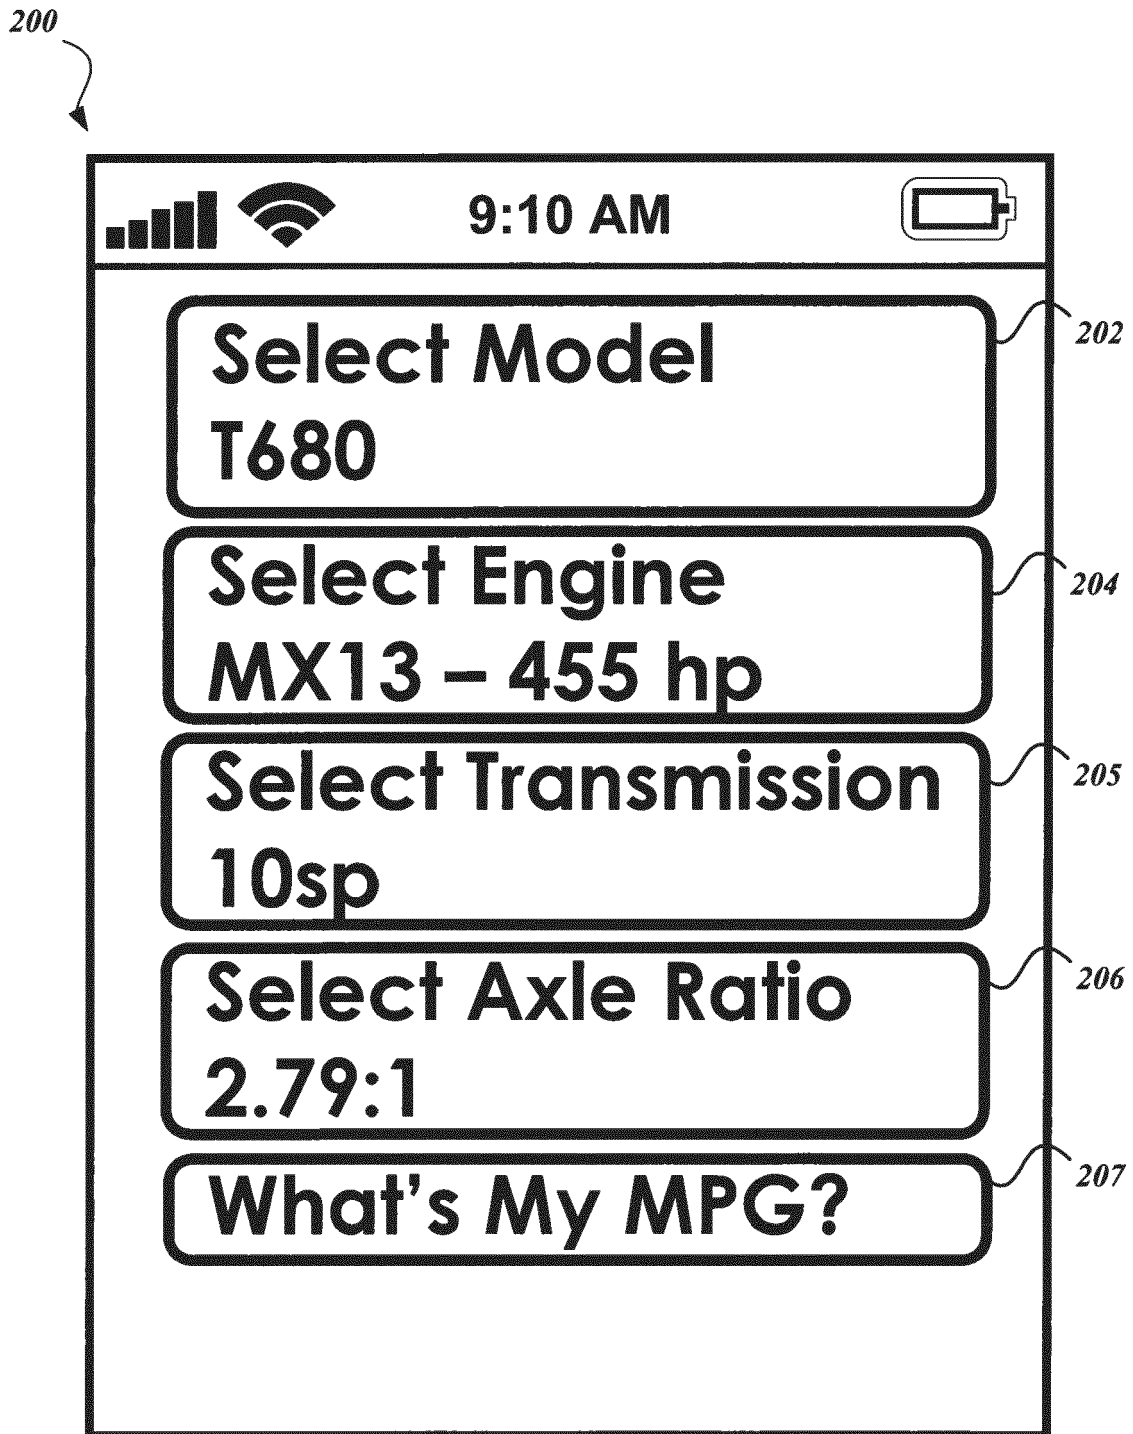 200
9:10 AM
Select Model
202
T680
Select Engine
204
MX13 – 455 hp
Select Transmission
205
10sp
Select Axle Ratio
206
2.79:1
What's My MPG?
207